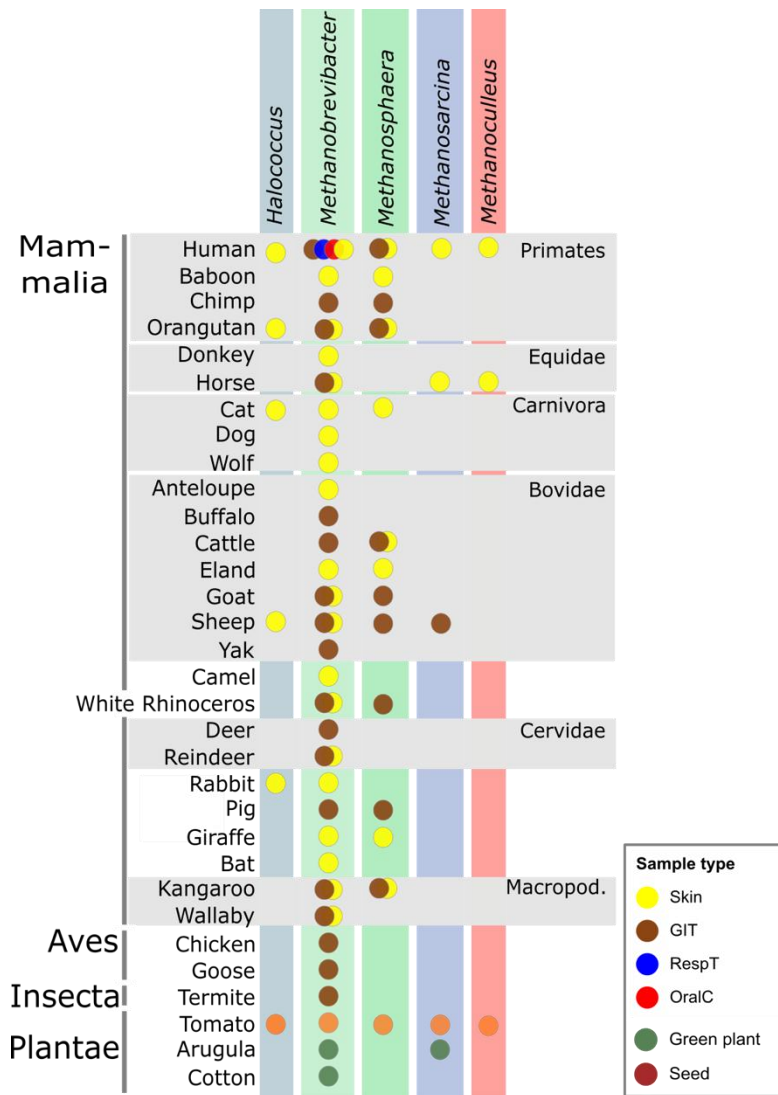 Halococcus
Methanobrevibacter
Methanosphaera
Methanosarcina
Methanoculleus
Mam-
malia
Human
Primates
Baboon
Chimp
Orangutan
Donkey
Equidae
Horse
Cat
Carnivora
Dog
Wolf
Anteloupe
Bovidae
Buffalo
Cattle
Eland
Goat
Sheep
Yak
Camel
White Rhinoceros
Deer
Cervidae
Reindeer
Rabbit
Pig
Giraffe
Bat
Kangaroo
Macropod.
Wallaby
Aves
Chicken
Goose
Insecta
Termite
Plantae
Tomato
Arugula
Cotton
Sample type
Skin
GIT
RespT
OralC
Green plant
Seed